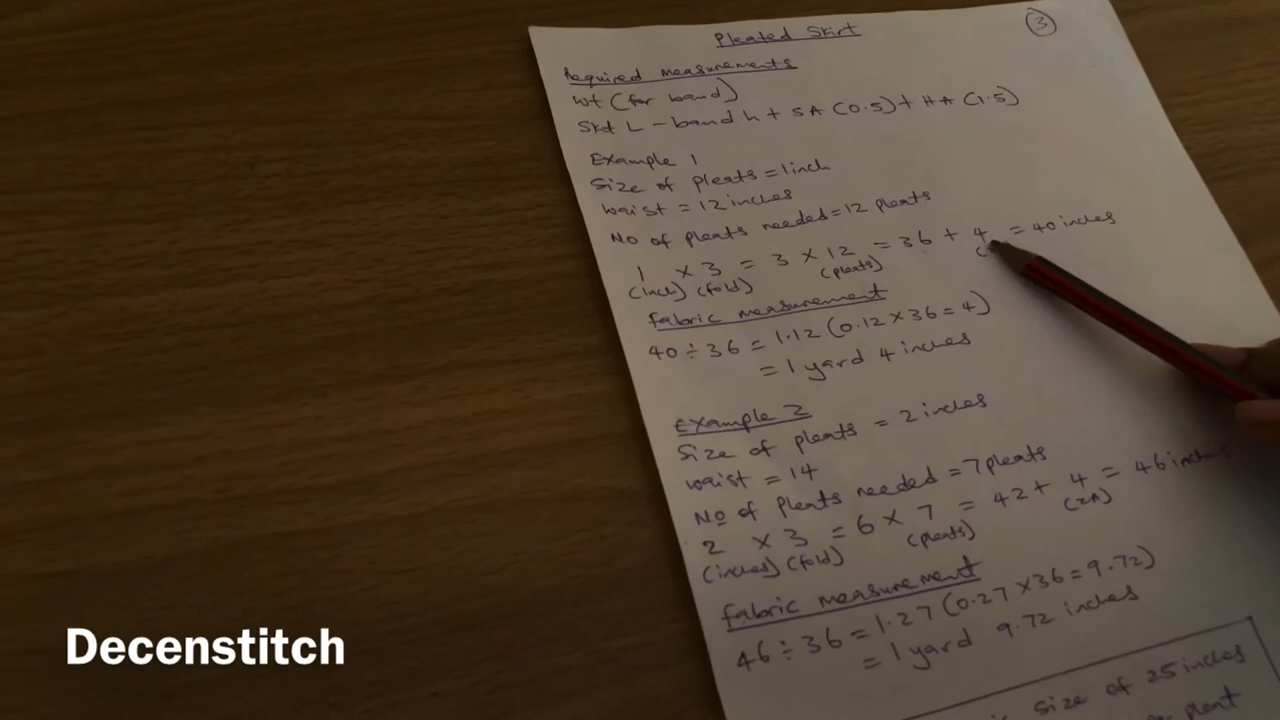 Pleated Skirt
3
Required measurements
Wt (for band)
Skt L - band h + SA (0.5) + HA (1.5)
Example 1
Size of pleats = 1 inch
Waist = 12 inches
No of pleats needed = 12 pleats
1 × 3 = 3 × 12 = 36 + 4 = 40 inches
(inch) (fold) (pleats)
Fabric measurement
40 ÷ 36 = 1.12 (0.12 × 36 = 4)
= 1 yard 4 inches
Example 2
Size of pleats = 2 inches
Waist = 14
No of pleats needed = 7 pleats
2 × 3 = 6 × 7 = 42 + 4 = 46 inches
(inches) (fold) (pleats) (ZA)
Fabric measurement
46 ÷ 36 = 1.27 (0.27 × 36 = 9.72)
= 1 yard 9.72 inches
size of 25 inches
pleat
Decenstitch